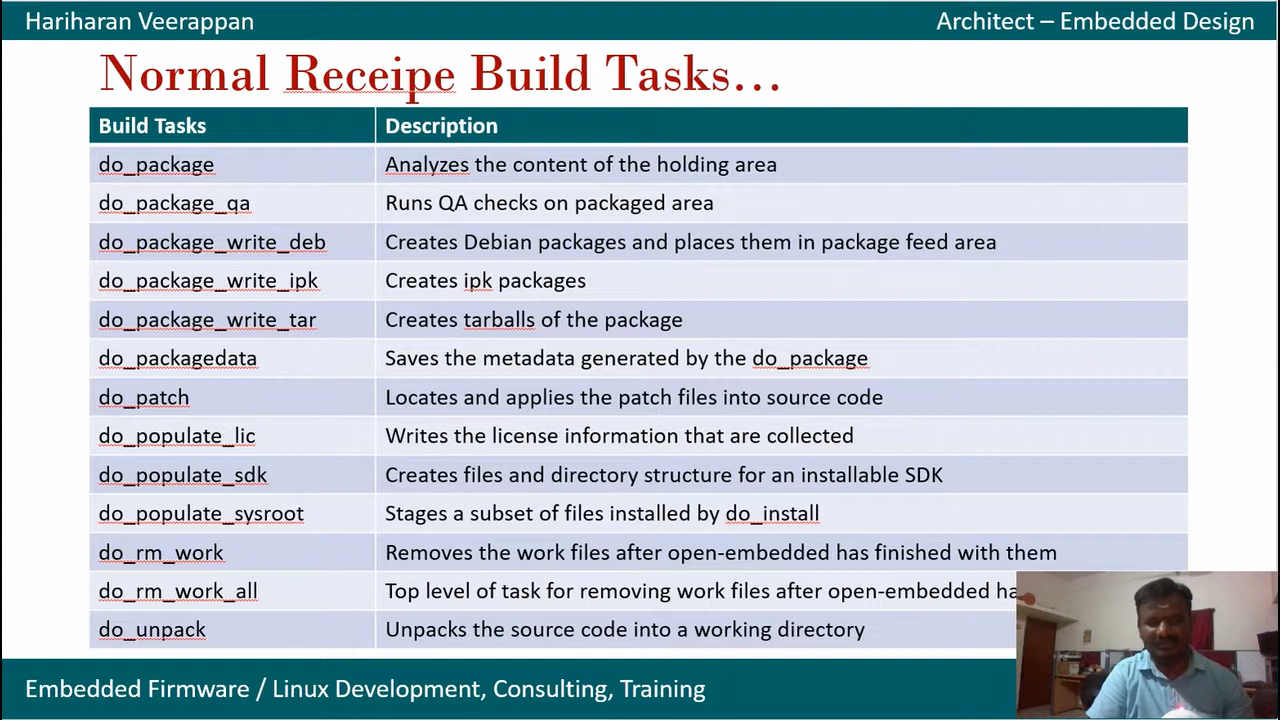 Hariharan Veerappan
Architect – Embedded Design
Normal Receipe Build Tasks…
Build Tasks Description
do_package Analyzes the content of the holding area
do_package_qa Runs QA checks on packaged area
do_package_write_deb Creates Debian packages and places them in package feed area
do_package_write_ipk Creates ipk packages
do_package_write_tar Creates tarballs of the package
do_packagedata Saves the metadata generated by the do_package
do_patch Locates and applies the patch files into source code
do_populate_lic Writes the license information that are collected
do_populate_sdk Creates files and directory structure for an installable SDK
do_populate_sysroot Stages a subset of files installed by do_install
do_rm_work Removes the work files after open-embedded has finished with them
do_rm_work_all Top level of task for removing work files after open-embedded
do_unpack Unpacks the source code into a working directory
Embedded Firmware / Linux Development, Consulting, Training